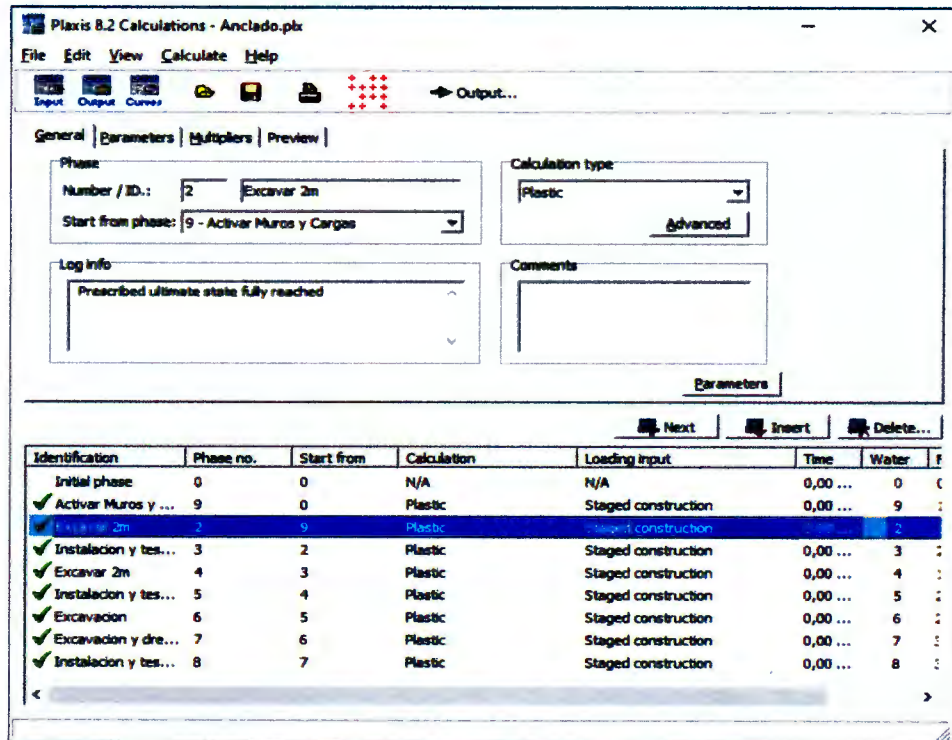 Plaxis 8.2 Calculations - Anclado.plx
File Edit View Calculate Help
Input Output Curves Output...
General Parameters Multipliers Preview
Phase
Number / ID.: 2 Excavar 2m
Start from phase: 9 - Activar Muros y Cargas
Calculation type
Plastic
Advanced
Log info
Prescribed ultimate state fully reached
Comments
Parameters
Next Insert Delete...
Identification Phase no. Start from Calculation Loading input Time Water F
Initial phase 0 0 N/A N/A 0,00 ... 0
Activar Muros y ... 9 0 Plastic Staged construction 0,00 ... 9
Excavar 2m 2 9 Plastic Staged construction 2
Instalacion y tes... 3 2 Plastic Staged construction 0,00 ... 3
Excavar 2m 4 3 Plastic Staged construction 0,00 ... 4
Instalacion y tes... 5 4 Plastic Staged construction 0,00 ... 5
Excavacion 6 5 Plastic Staged construction 0,00 ... 6
Excavacion y dre... 7 6 Plastic Staged construction 0,00 ... 7
Instalacion y tes... 8 7 Plastic Staged construction 0,00 ... 8